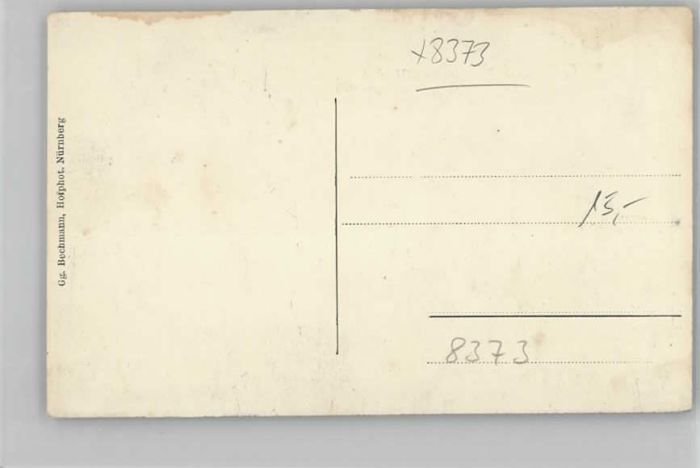 x8373
Gg. Bechmann, Hofphot. Nürnberg
15,-
8373